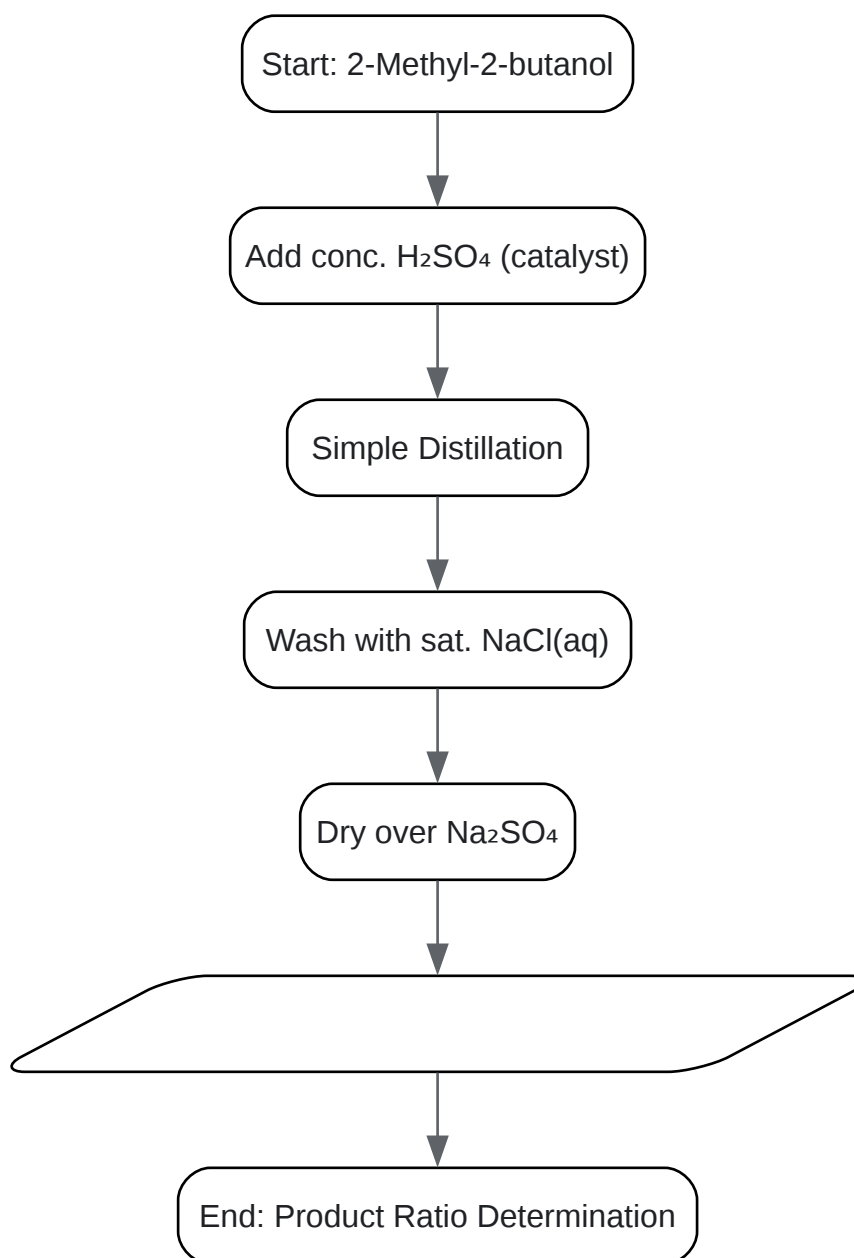 Start: 2-Methyl-2-butanol
Add conc. H₂SO₄ (catalyst)
Simple Distillation
Wash with sat. NaCl(aq)
Dry over Na₂SO₄
End: Product Ratio Determination